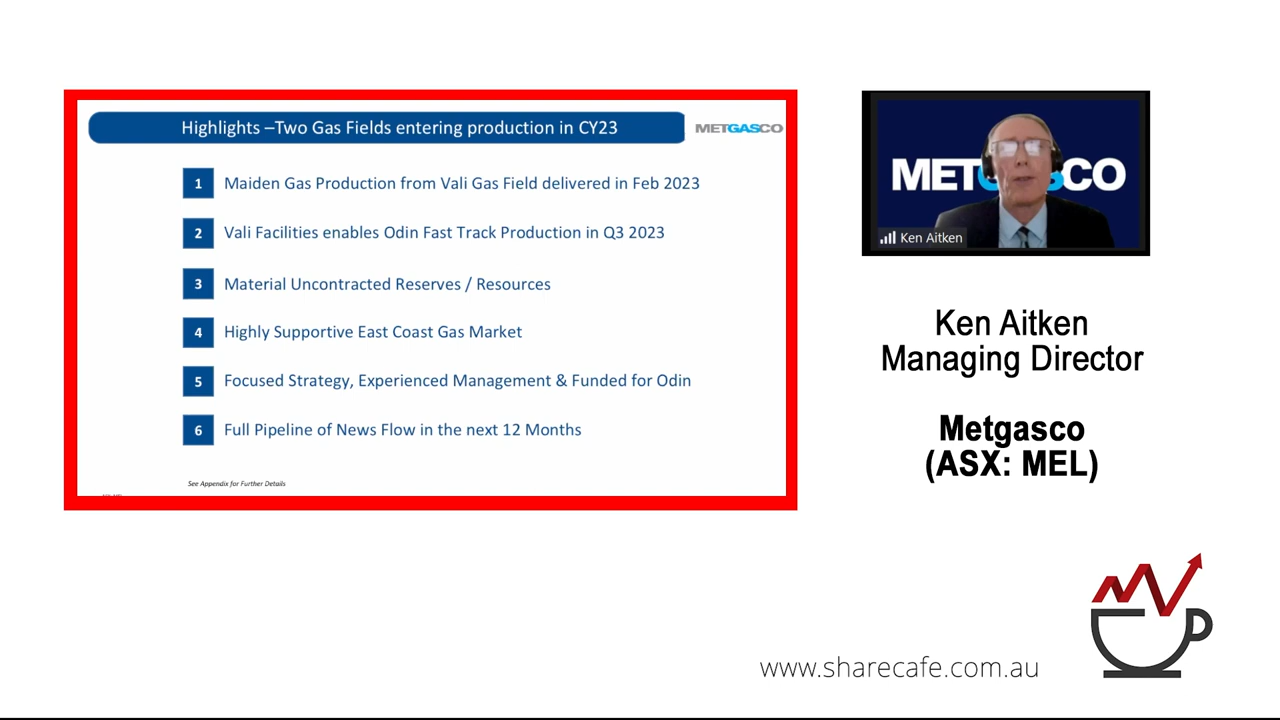 Highlights –Two Gas Fields entering production in CY23
METGASCO
1 Maiden Gas Production from Vali Gas Field delivered in Feb 2023
2 Vali Facilities enables Odin Fast Track Production in Q3 2023
3 Material Uncontracted Reserves / Resources
4 Highly Supportive East Coast Gas Market
5 Focused Strategy, Experienced Management & Funded for Odin
6 Full Pipeline of News Flow in the next 12 Months
See Appendix for Further Details
Ken Aitken
Ken Aitken
Managing Director
Metgasco
(ASX: MEL)
www.sharecafe.com.au